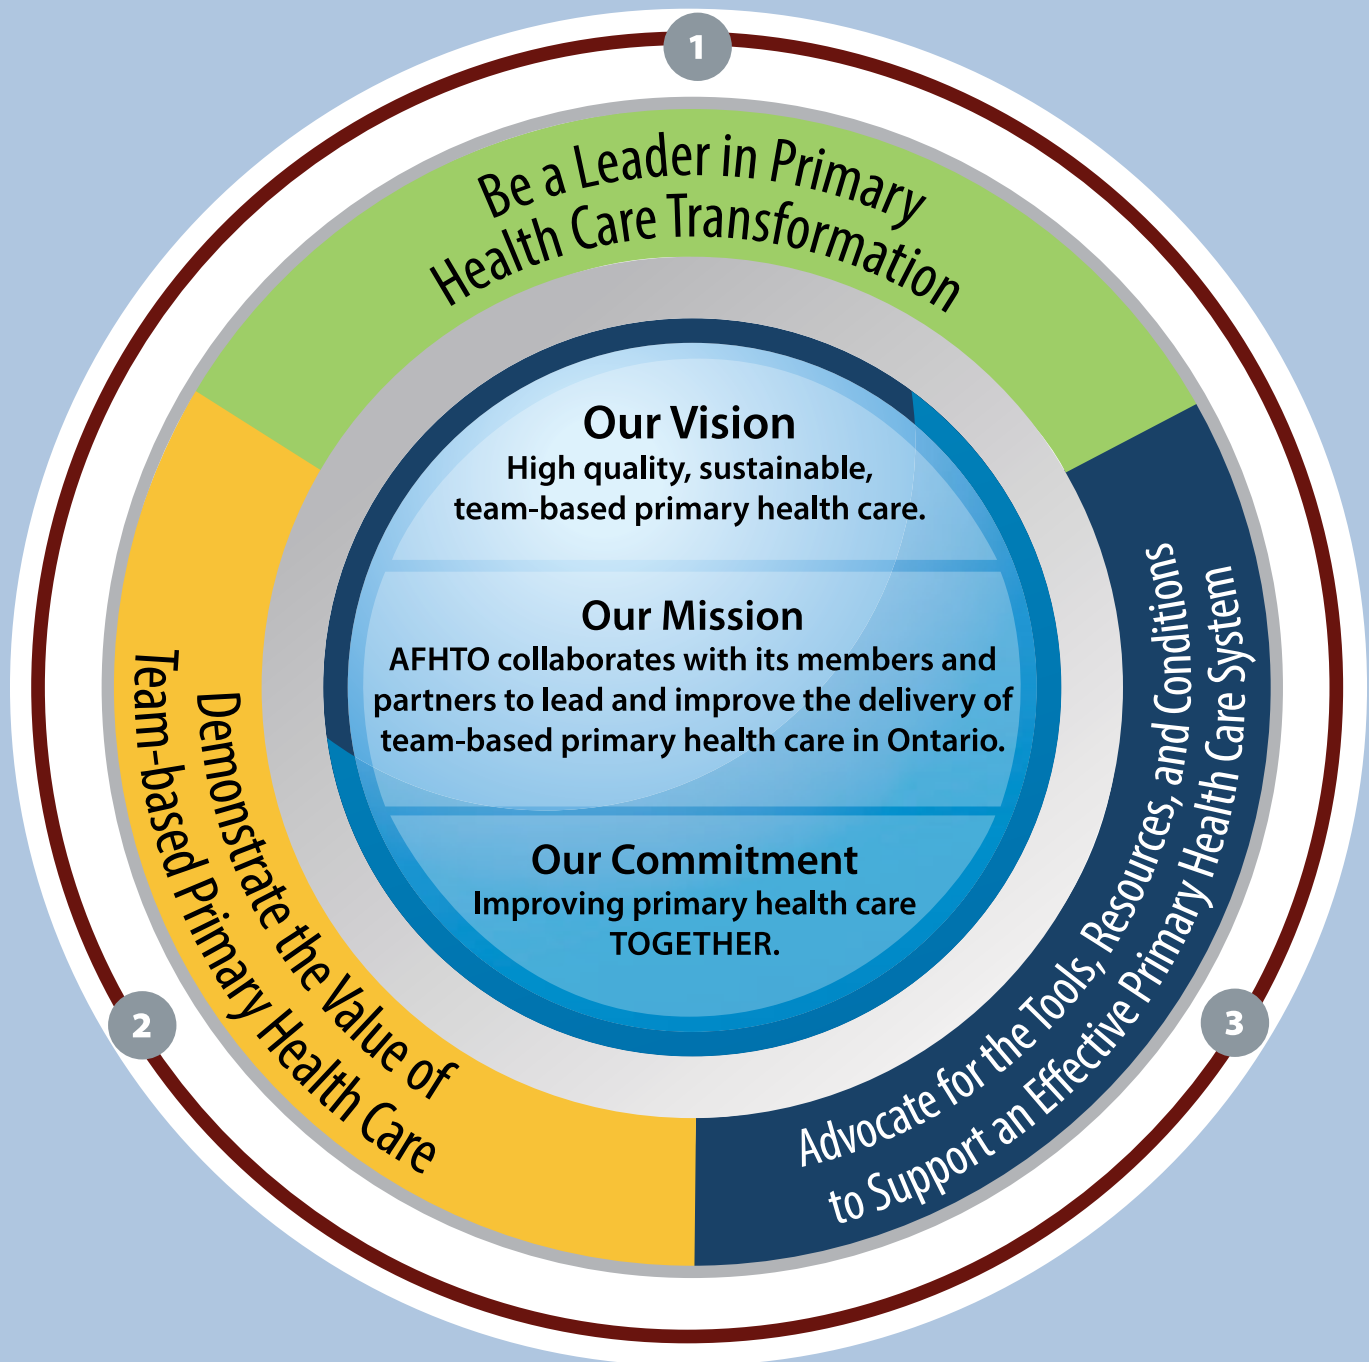 1
Be a Leader in Primary
Health Care Transformation
Our Vision
High quality, sustainable,
team-based primary health care.
Our Mission
AFHTO collaborates with its members and
partners to lead and improve the delivery of
team-based primary health care in Ontario.
Our Commitment
Improving primary health care
TOGETHER.
2
Demonstrate the Value of
Team-based Primary Health Care
3
Advocate for the Tools, Resources, and Conditions
to Support an Effective Primary Health Care System